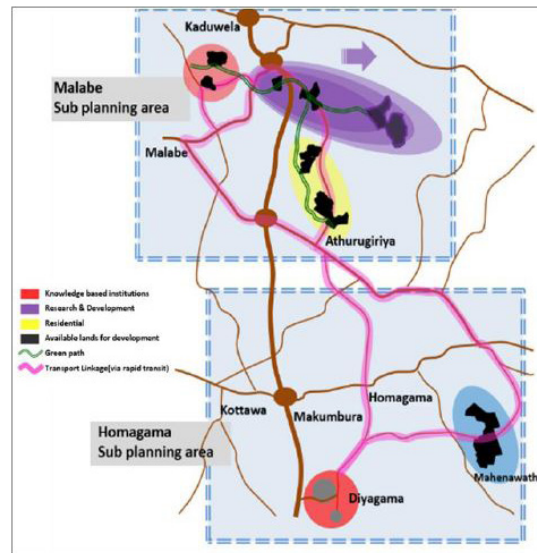 Kaduwela
Malabe
Sub planning area
Malabe
Athurugiriya
Knowledge based institutions
Research & Development
Residential
Available lands for development
Green path
Transport Linkage(via rapid transit)
Homagama
Kottawa
Makumbura
Homagama
Sub planning area
Mahenawath
Diyagama